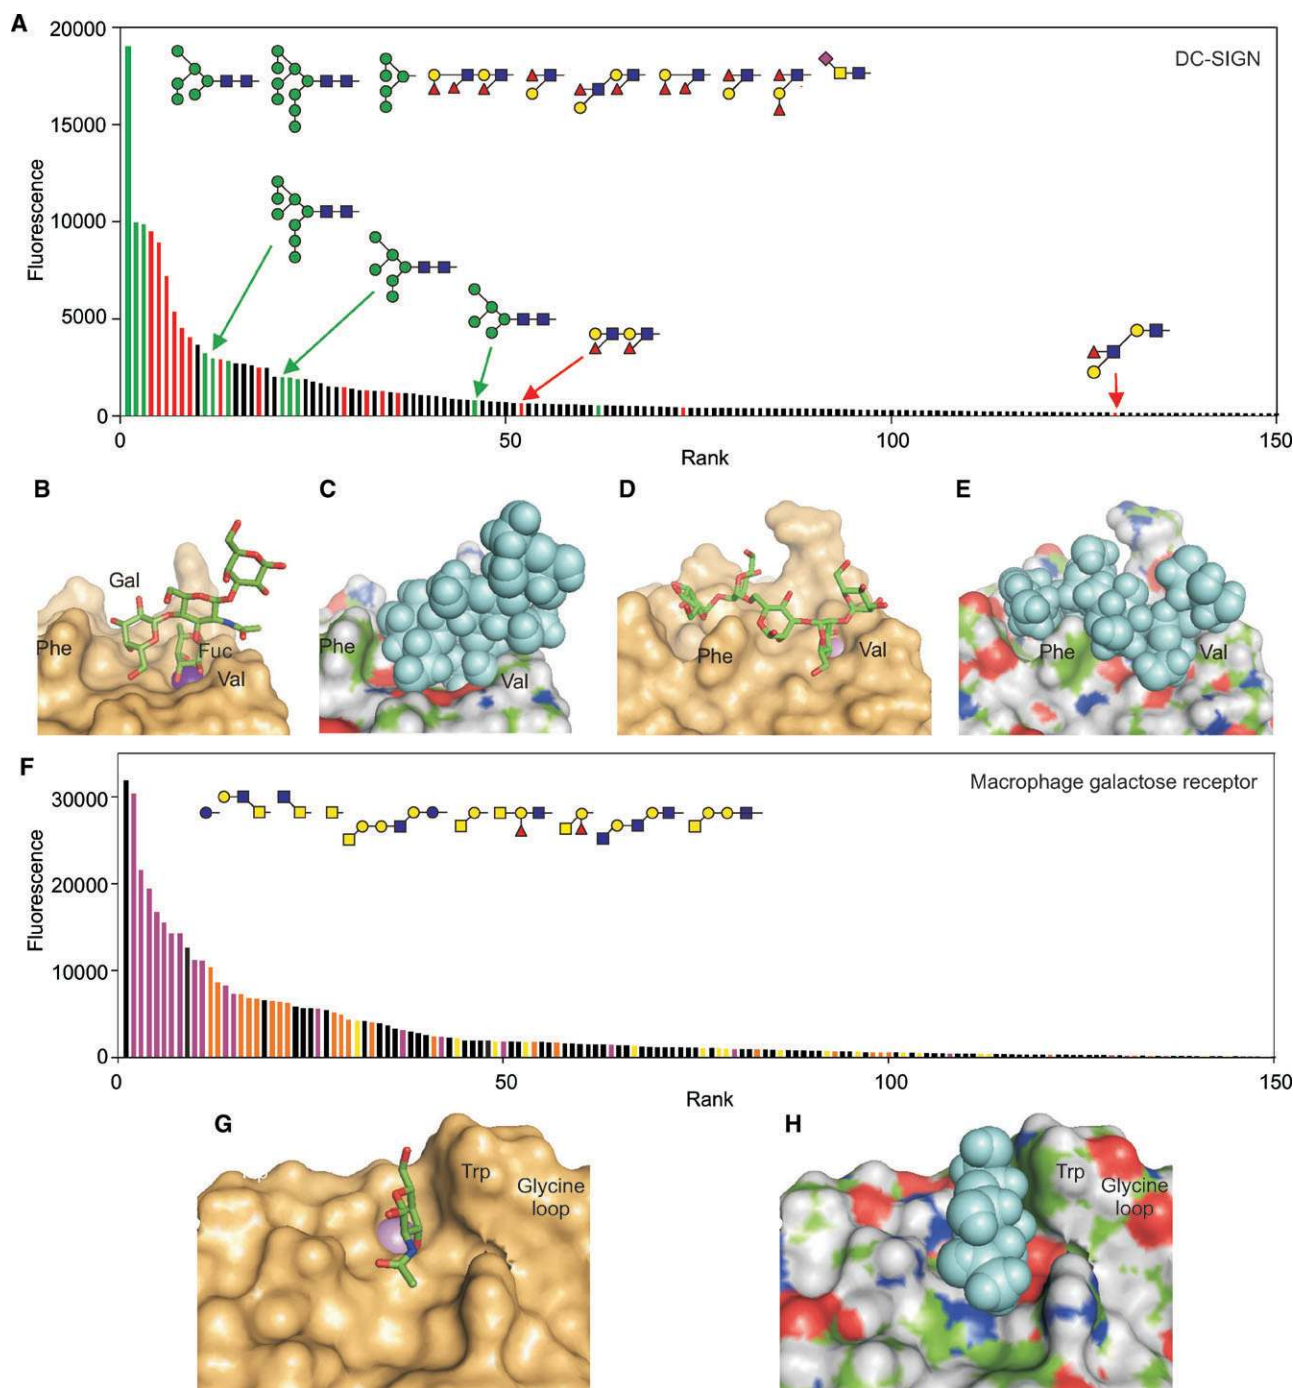 A
DC-SIGN
20000
15000
10000
5000
0
Fluorescence
0 50 100 150
Rank
B
Gal
Phe
Fuc
Val
C
Phe
Val
D
Phe
Val
E
Phe
Val
F
Macrophage galactose receptor
30000
20000
10000
0
Fluorescence
0 50 100 150
Rank
G
Trp
Glycine
loop
H
Trp
Glycine
loop